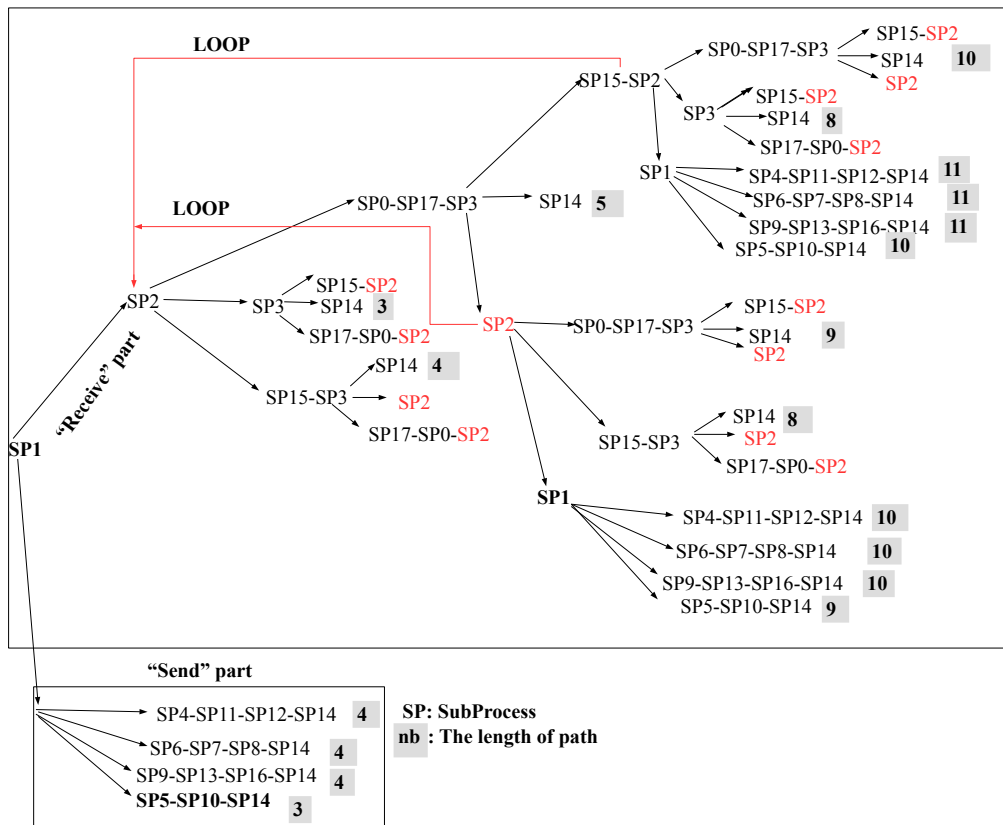 LOOP
SP0-SP17-SP3
SP15-SP2
SP14 10
SP2
SP15-SP2
SP3
SP15-SP2
SP14 8
SP17-SP0-SP2
SP1
SP4-SP11-SP12-SP14 11
SP6-SP7-SP8-SP14 11
SP9-SP13-SP16-SP14 11
SP5-SP10-SP14 10
LOOP
SP0-SP17-SP3
SP14 5
SP2
SP3
SP15-SP2
SP14 3
SP17-SP0-SP2
SP15-SP3
SP14 4
SP2
SP17-SP0-SP2
SP2
SP0-SP17-SP3
SP15-SP2
SP14 9
SP2
SP15-SP3
SP14 8
SP2
SP17-SP0-SP2
SP1
SP4-SP11-SP12-SP14 10
SP6-SP7-SP8-SP14 10
SP9-SP13-SP16-SP14 10
SP5-SP10-SP14 9
“Receive” part
SP1
“Send” part
SP4-SP11-SP12-SP14 4
SP6-SP7-SP8-SP14 4
SP9-SP13-SP16-SP14 4
SP5-SP10-SP14 3
SP: SubProcess
nb : The length of path